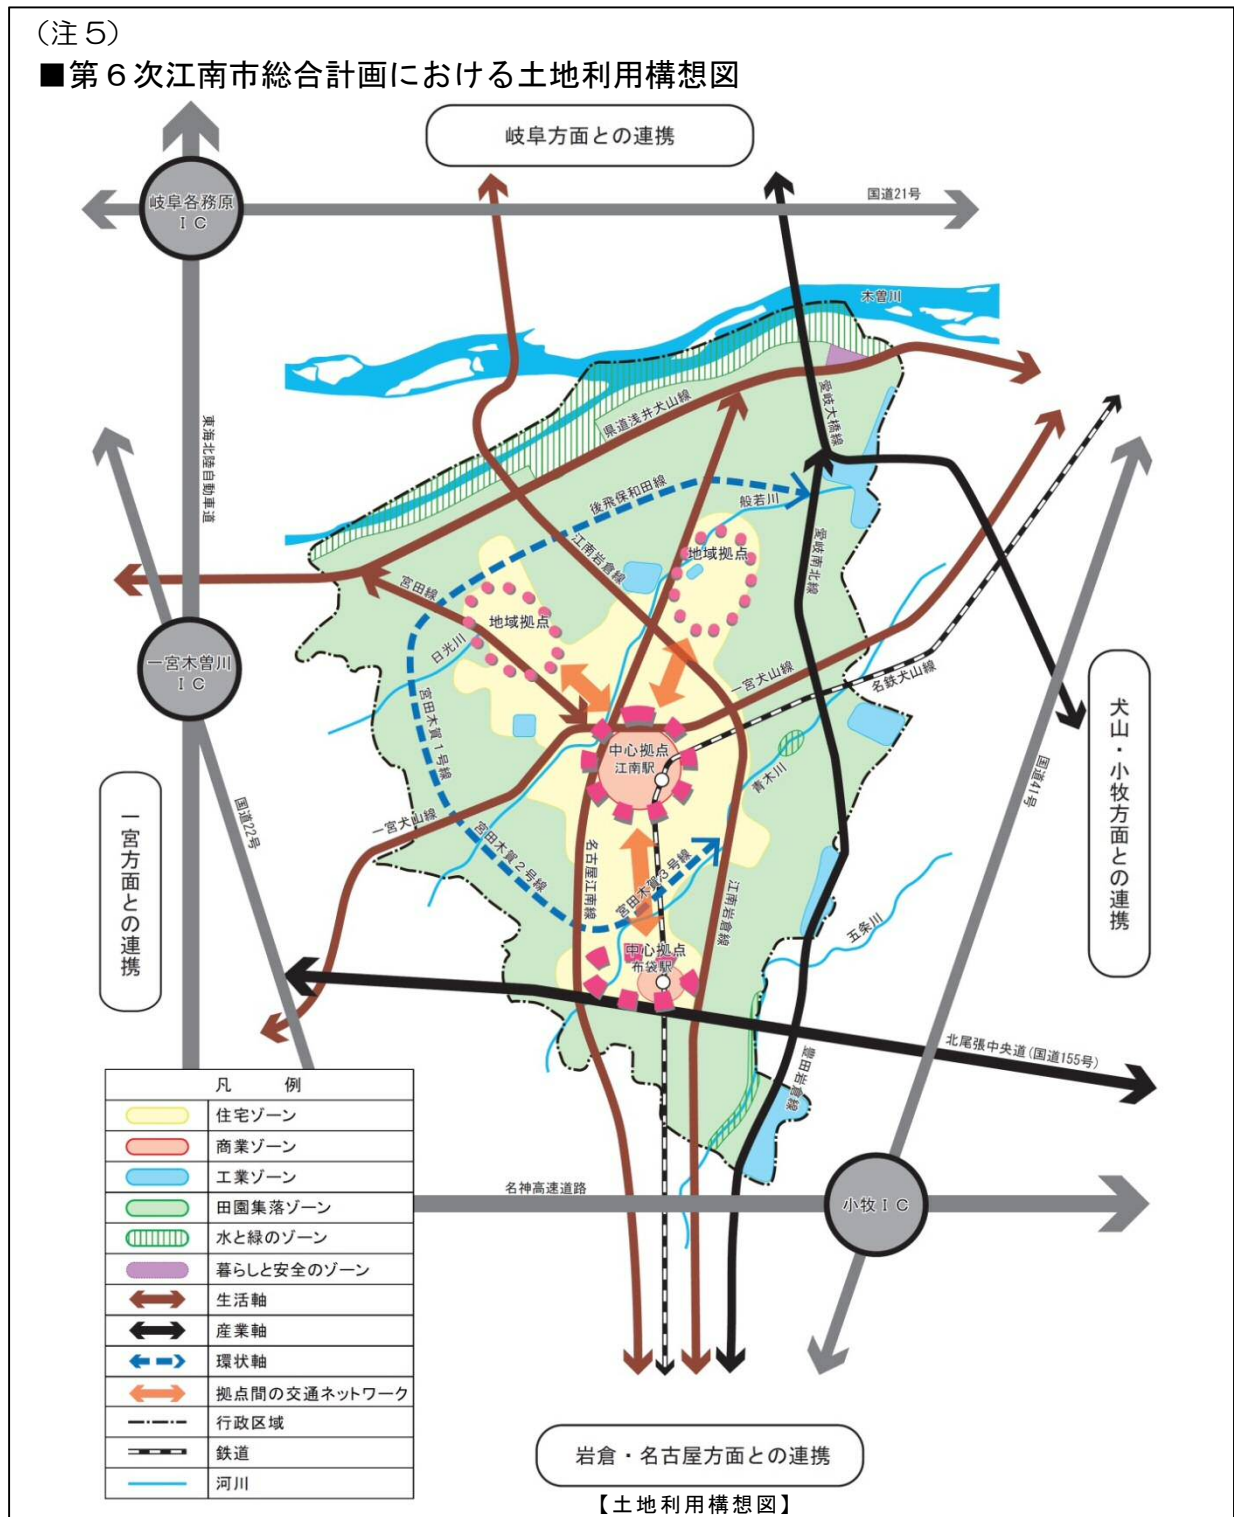 （注５）
■第６次江南市総合計画における土地利用構想図
岐阜方面との連携
岐阜各務原
ＩＣ
国道21号
木曽川
東海北陸自動車道
県道浅井犬山線
愛岐大橋線
後飛保和田線
般若川
江南岩倉線
地域拠点
愛岐南北線
宮田線
地域拠点
日光川
一宮木曽川
ＩＣ
一宮犬山線
名鉄犬山線
宮田木賀１号線
中心拠点
江南駅
青木川
国道41号
犬山・小牧方面との連携
一宮方面との連携
国道22号
一宮犬山線
宮田木賀２号線
名古屋江南線
宮田木賀３号線
江南岩倉線
五条川
中心拠点
布袋駅
北尾張中央道(国道155号)
豊田岩倉線
名神高速道路
小牧ＩＣ
凡　例
住宅ゾーン
商業ゾーン
工業ゾーン
田園集落ゾーン
水と緑のゾーン
暮らしと安全のゾーン
生活軸
産業軸
環状軸
拠点間の交通ネットワーク
行政区域
鉄道
河川
岩倉・名古屋方面との連携
【土地利用構想図】